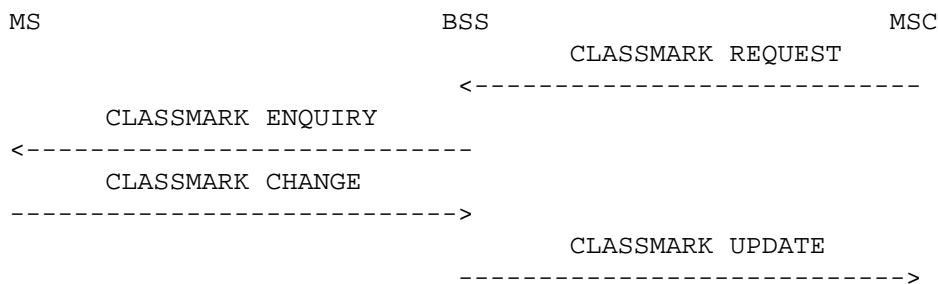 MS BSS MSC
CLASSMARK REQUEST
<----------------------------
CLASSMARK ENQUIRY
<----------------------------
CLASSMARK CHANGE
---------------------------->
CLASSMARK UPDATE
---------------------------->